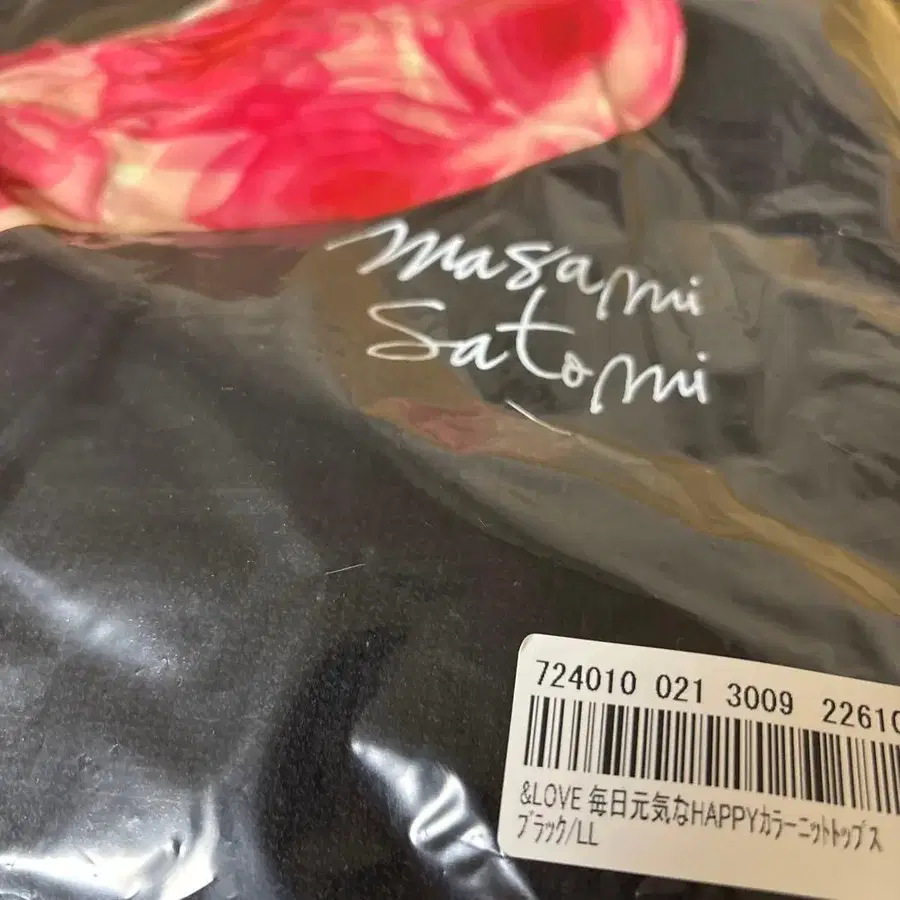 masami
Satomi
724010 021 3009 22610
&LOVE 毎日元気なHAPPYカラーニットトップス
ブラック/LL